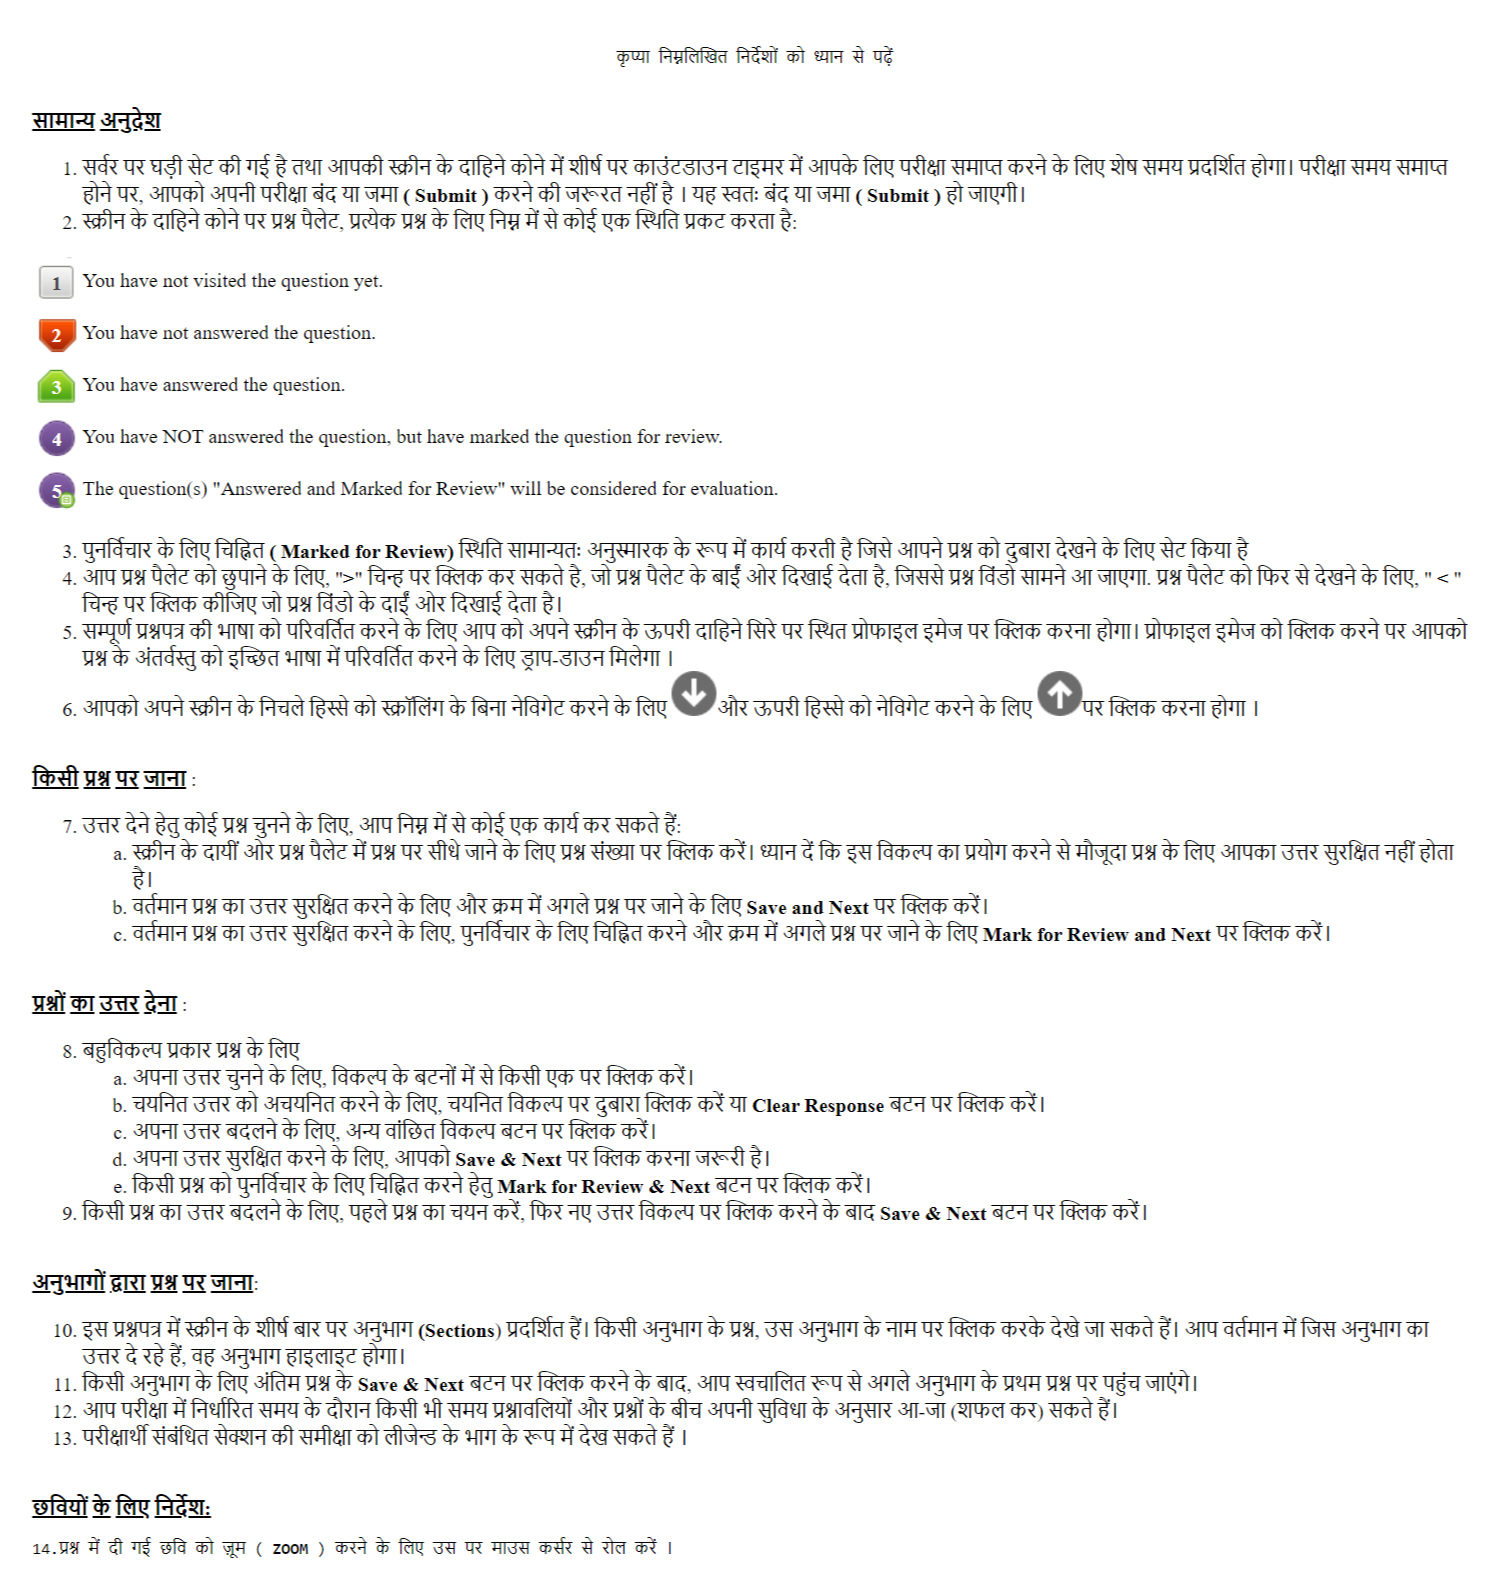 कृप्या निम्नलिखित निर्देशों को ध्यान से पढ़ें
सामान्य अनुदेश
1. सर्वर पर घड़ी सेट की गई है तथा आपकी स्क्रीन के दाहिने कोने में शीर्ष पर काउंटडाउन टाइमर में आपके लिए परीक्षा समाप्त करने के लिए शेष समय प्रदर्शित होगा। परीक्षा समय समाप्त
होने पर, आपको अपनी परीक्षा बंद या जमा ( Submit ) करने की जरूरत नहीं है । यह स्वतः बंद या जमा ( Submit ) हो जाएगी।
2. स्क्रीन के दाहिने कोने पर प्रश्न पैलेट, प्रत्येक प्रश्न के लिए निम्न में से कोई एक स्थिति प्रकट करता है:
1 You have not visited the question yet.
2 You have not answered the question.
3 You have answered the question.
4 You have NOT answered the question, but have marked the question for review.
5 The question(s) "Answered and Marked for Review" will be considered for evaluation.
3. पुनर्विचार के लिए चिह्नित ( Marked for Review) स्थिति सामान्यतः अनुस्मारक के रूप में कार्य करती है जिसे आपने प्रश्न को दुबारा देखने के लिए सेट किया है
4. आप प्रश्न पैलेट को छुपाने के लिए, ">" चिन्ह पर क्लिक कर सकते है, जो प्रश्न पैलेट के बाईं ओर दिखाई देता है, जिससे प्रश्न विंडो सामने आ जाएगा. प्रश्न पैलेट को फिर से देखने के लिए, " < "
चिन्ह पर क्लिक कीजिए जो प्रश्न विंडो के दाईं ओर दिखाई देता है।
5. सम्पूर्ण प्रश्नपत्र की भाषा को परिवर्तित करने के लिए आप को अपने स्क्रीन के ऊपरी दाहिने सिरे पर स्थित प्रोफाइल इमेज पर क्लिक करना होगा। प्रोफाइल इमेज को क्लिक करने पर आपको
प्रश्न के अंतर्वस्तु को इच्छित भाषा में परिवर्तित करने के लिए ड्राप-डाउन मिलेगा ।
6. आपको अपने स्क्रीन के निचले हिस्से को स्क्रॉलिंग के बिना नेविगेट करने के लिए और ऊपरी हिस्से को नेविगेट करने के लिए पर क्लिक करना होगा ।
किसी प्रश्न पर जाना :
7. उत्तर देने हेतु कोई प्रश्न चुनने के लिए, आप निम्न में से कोई एक कार्य कर सकते हैं:
a. स्क्रीन के दायीं ओर प्रश्न पैलेट में प्रश्न पर सीधे जाने के लिए प्रश्न संख्या पर क्लिक करें। ध्यान दें कि इस विकल्प का प्रयोग करने से मौजूदा प्रश्न के लिए आपका उत्तर सुरक्षित नहीं होता
है।
b. वर्तमान प्रश्न का उत्तर सुरक्षित करने के लिए और क्रम में अगले प्रश्न पर जाने के लिए Save and Next पर क्लिक करें।
c. वर्तमान प्रश्न का उत्तर सुरक्षित करने के लिए, पुनर्विचार के लिए चिह्नित करने और क्रम में अगले प्रश्न पर जाने के लिए Mark for Review and Next पर क्लिक करें।
प्रश्नों का उत्तर देना :
8. बहुविकल्प प्रकार प्रश्न के लिए
a. अपना उत्तर चुनने के लिए, विकल्प के बटनों में से किसी एक पर क्लिक करें।
b. चयनित उत्तर को अचयनित करने के लिए, चयनित विकल्प पर दुबारा क्लिक करें या Clear Response बटन पर क्लिक करें।
c. अपना उत्तर बदलने के लिए, अन्य वांछित विकल्प बटन पर क्लिक करें।
d. अपना उत्तर सुरक्षित करने के लिए, आपको Save & Next पर क्लिक करना जरूरी है।
e. किसी प्रश्न को पुनर्विचार के लिए चिह्नित करने हेतु Mark for Review & Next बटन पर क्लिक करें।
9. किसी प्रश्न का उत्तर बदलने के लिए, पहले प्रश्न का चयन करें, फिर नए उत्तर विकल्प पर क्लिक करने के बाद Save & Next बटन पर क्लिक करें।
अनुभागों द्वारा प्रश्न पर जाना:
10. इस प्रश्नपत्र में स्क्रीन के शीर्ष बार पर अनुभाग (Sections) प्रदर्शित हैं। किसी अनुभाग के प्रश्न, उस अनुभाग के नाम पर क्लिक करके देखे जा सकते हैं। आप वर्तमान में जिस अनुभाग का
उत्तर दे रहे हैं, वह अनुभाग हाइलाइट होगा।
11. किसी अनुभाग के लिए अंतिम प्रश्न के Save & Next बटन पर क्लिक करने के बाद, आप स्वचालित रूप से अगले अनुभाग के प्रथम प्रश्न पर पहुंच जाएंगे।
12. आप परीक्षा में निर्धारित समय के दौरान किसी भी समय प्रश्नावलियों और प्रश्नों के बीच अपनी सुविधा के अनुसार आ-जा (शफल कर) सकते हैं।
13. परीक्षार्थी संबंधित सेक्शन की समीक्षा को लीजेन्ड के भाग के रूप में देख सकते हैं ।
छवियों के लिए निर्देश:
14.प्रश्न में दी गई छवि को ज़ूम ( ZOOM ) करने के लिए उस पर माउस कर्सर से रोल करें ।